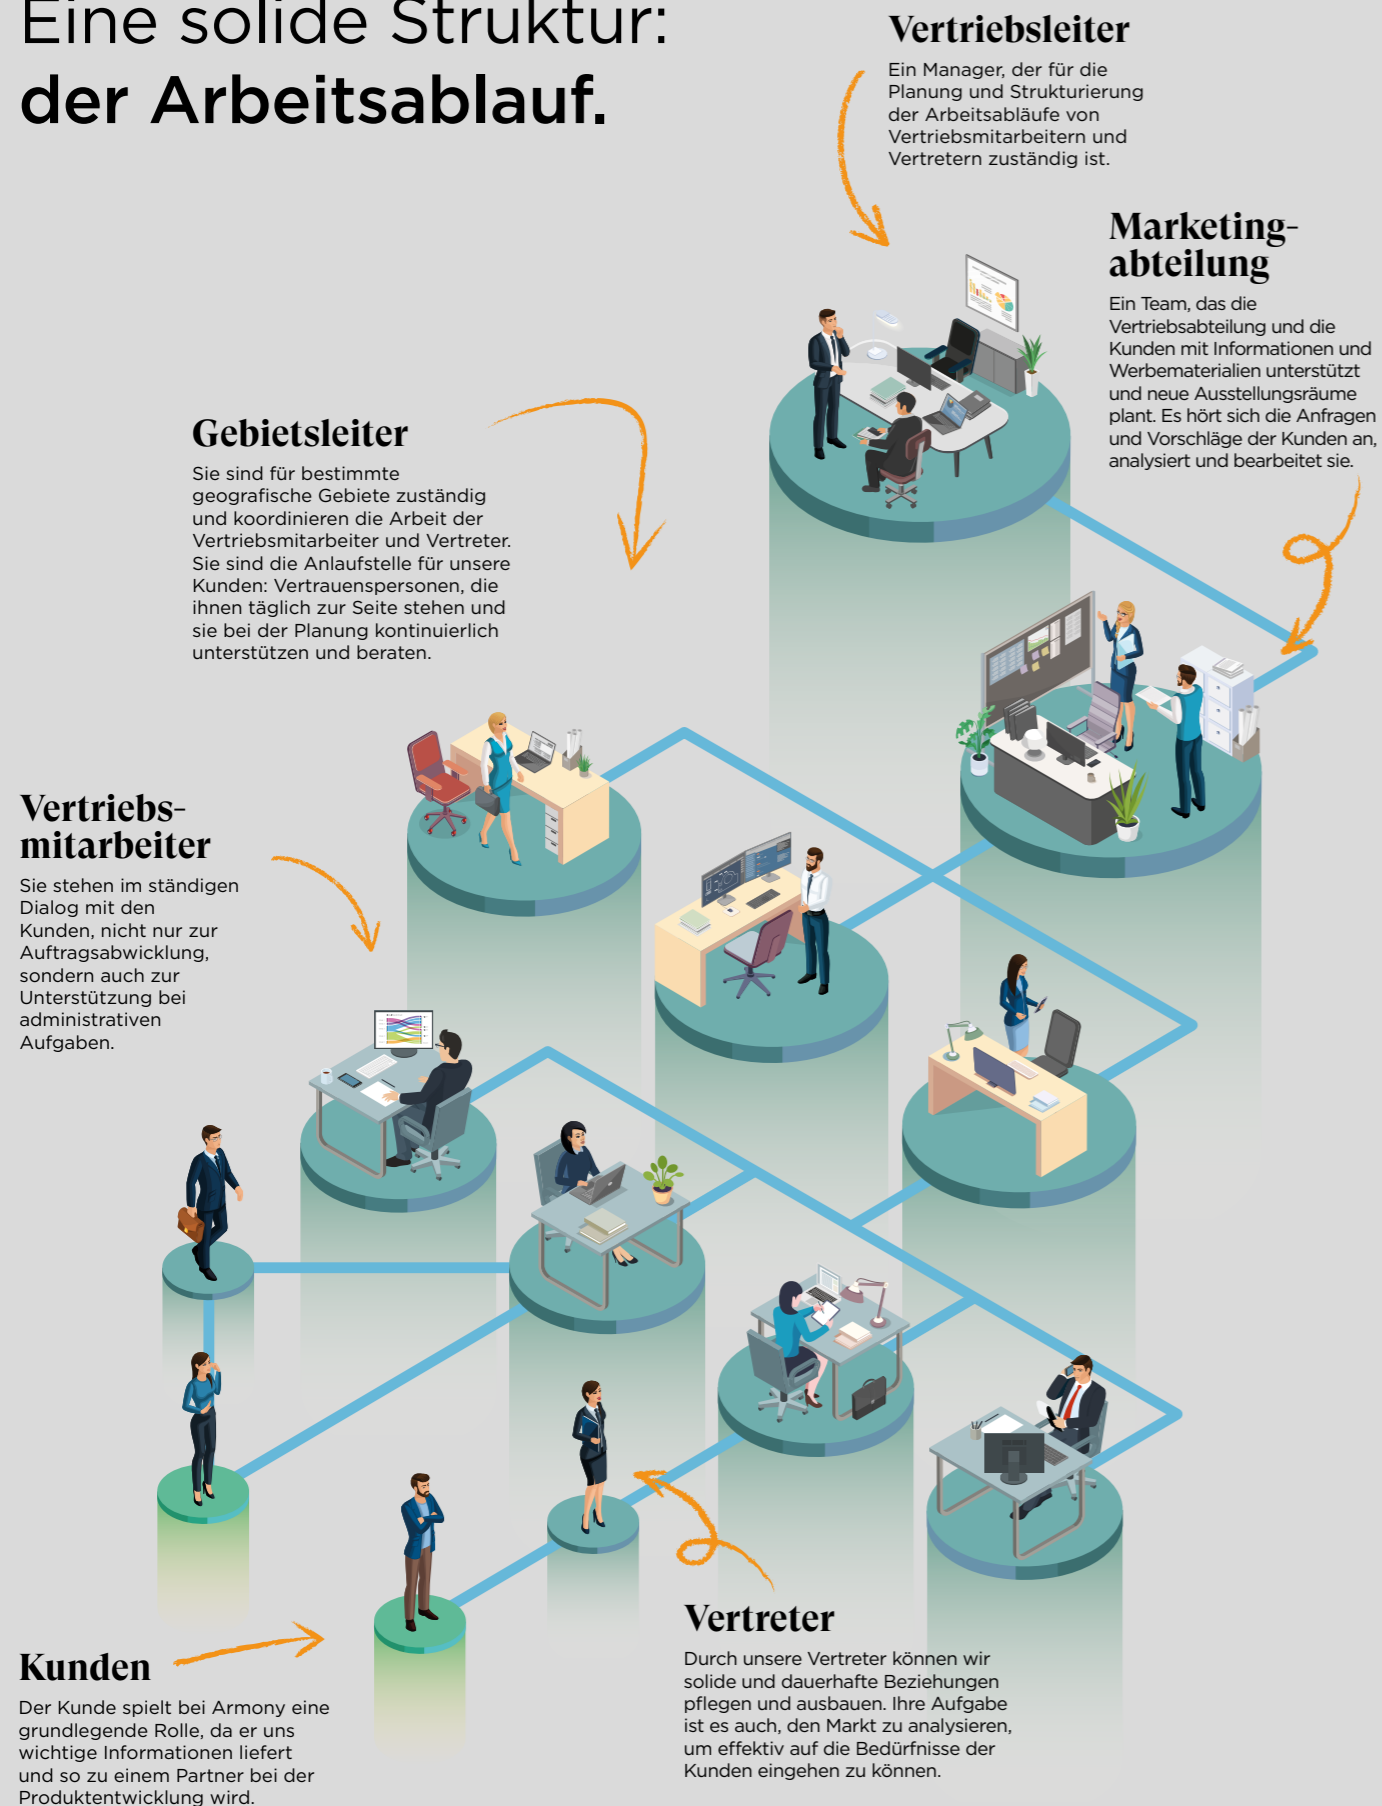 Eine solide Struktur:
der Arbeitsablauf.
Vertriebsleiter
Ein Manager, der für die
Planung und Strukturierung
der Arbeitsabläufe von
Vertriebsmitarbeitern und
Vertretern zuständig ist.
Marketing-
abteilung
Ein Team, das die
Vertriebsabteilung und die
Kunden mit Informationen und
Werbematerialien unterstützt
und neue Ausstellungsräume
plant. Es hört sich die Anfragen
und Vorschläge der Kunden an,
analysiert und bearbeitet sie.
Gebietsleiter
Sie sind für bestimmte
geografische Gebiete zuständig
und koordinieren die Arbeit der
Vertriebsmitarbeiter und Vertreter.
Sie sind die Anlaufstelle für unsere
Kunden: Vertrauenspersonen, die
ihnen täglich zur Seite stehen und
sie bei der Planung kontinuierlich
unterstützen und beraten.
Vertriebs-
mitarbeiter
Sie stehen im ständigen
Dialog mit den
Kunden, nicht nur zur
Auftragsabwicklung,
sondern auch zur
Unterstützung bei
administrativen
Aufgaben.
Vertreter
Durch unsere Vertreter können wir
solide und dauerhafte Beziehungen
pflegen und ausbauen. Ihre Aufgabe
ist es auch, den Markt zu analysieren,
um effektiv auf die Bedürfnisse der
Kunden eingehen zu können.
Kunden
Der Kunde spielt bei Armony eine
grundlegende Rolle, da er uns
wichtige Informationen liefert
und so zu einem Partner bei der
Produktentwicklung wird.